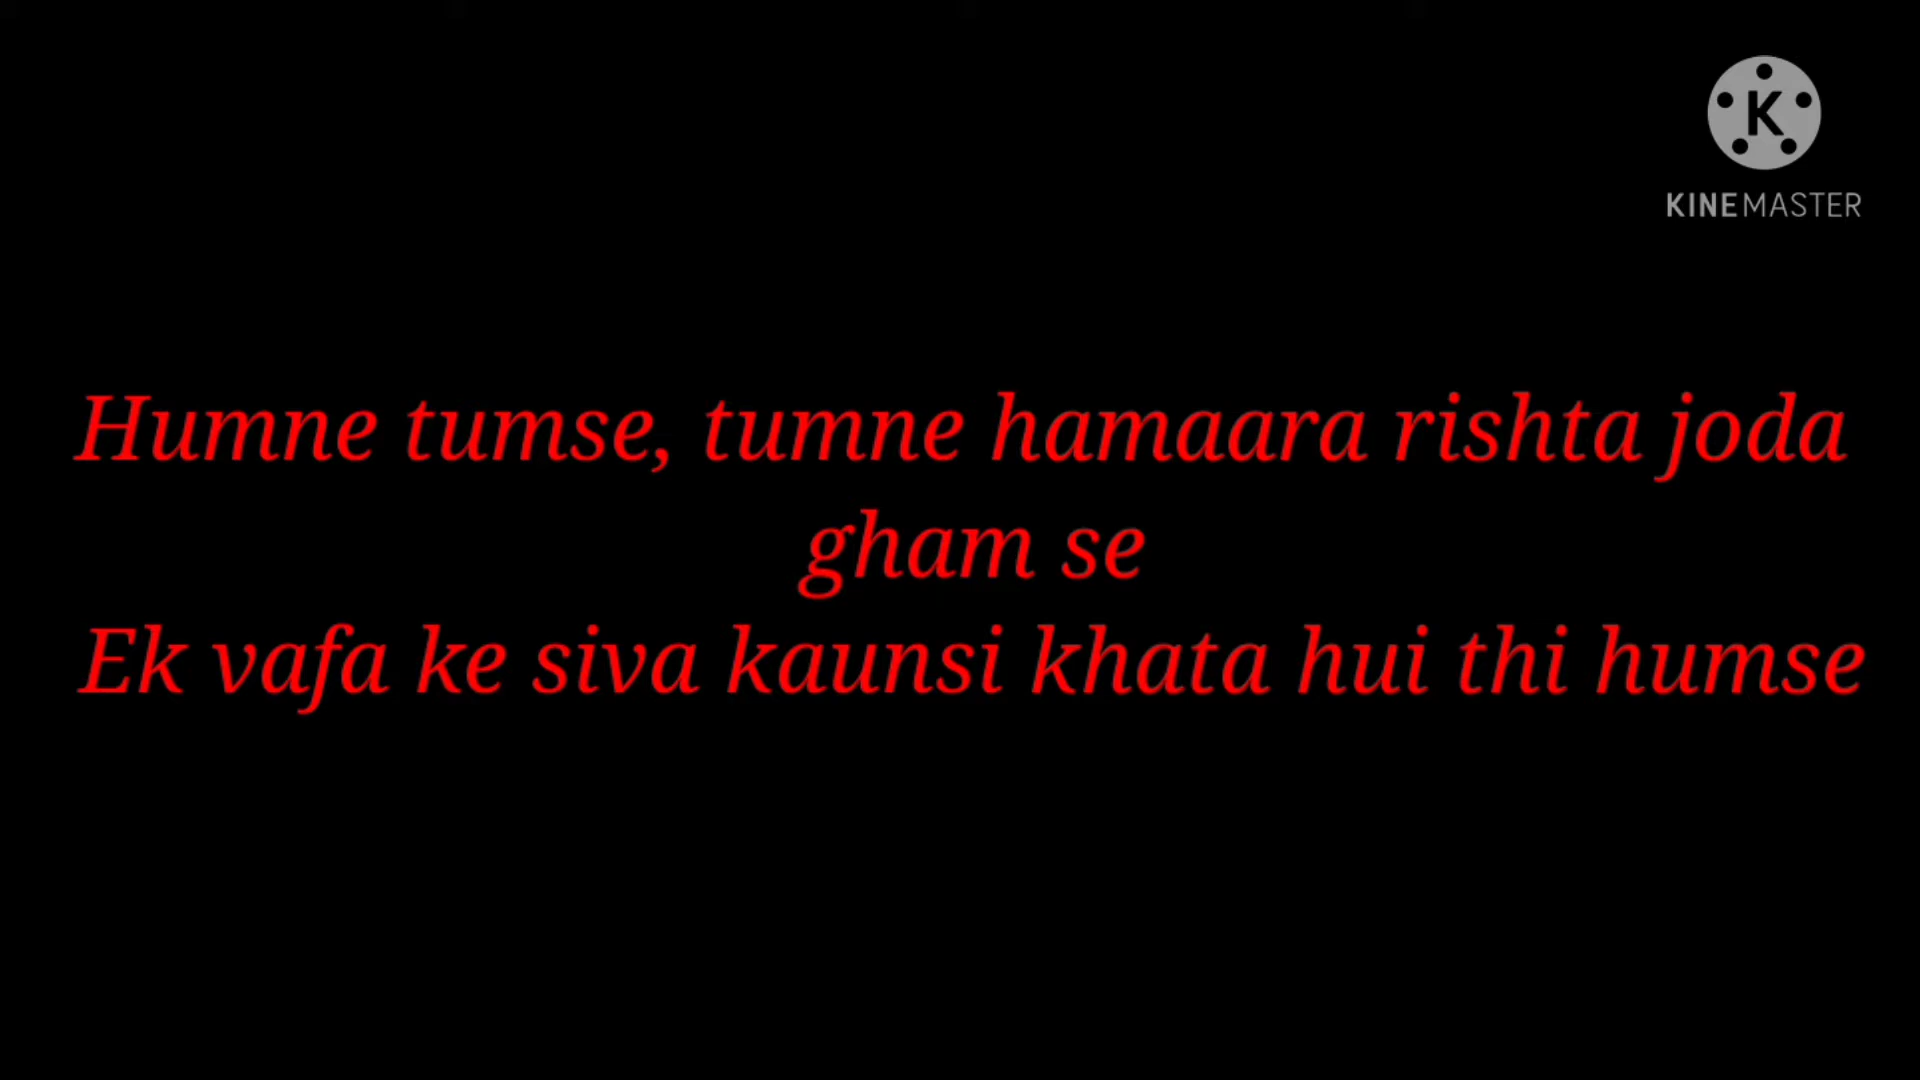 K
KINEMASTER
Humne tumse, tumne hamaara rishta joda
gham se
Ek vafa ke siva kaunsi khata hui thi humse